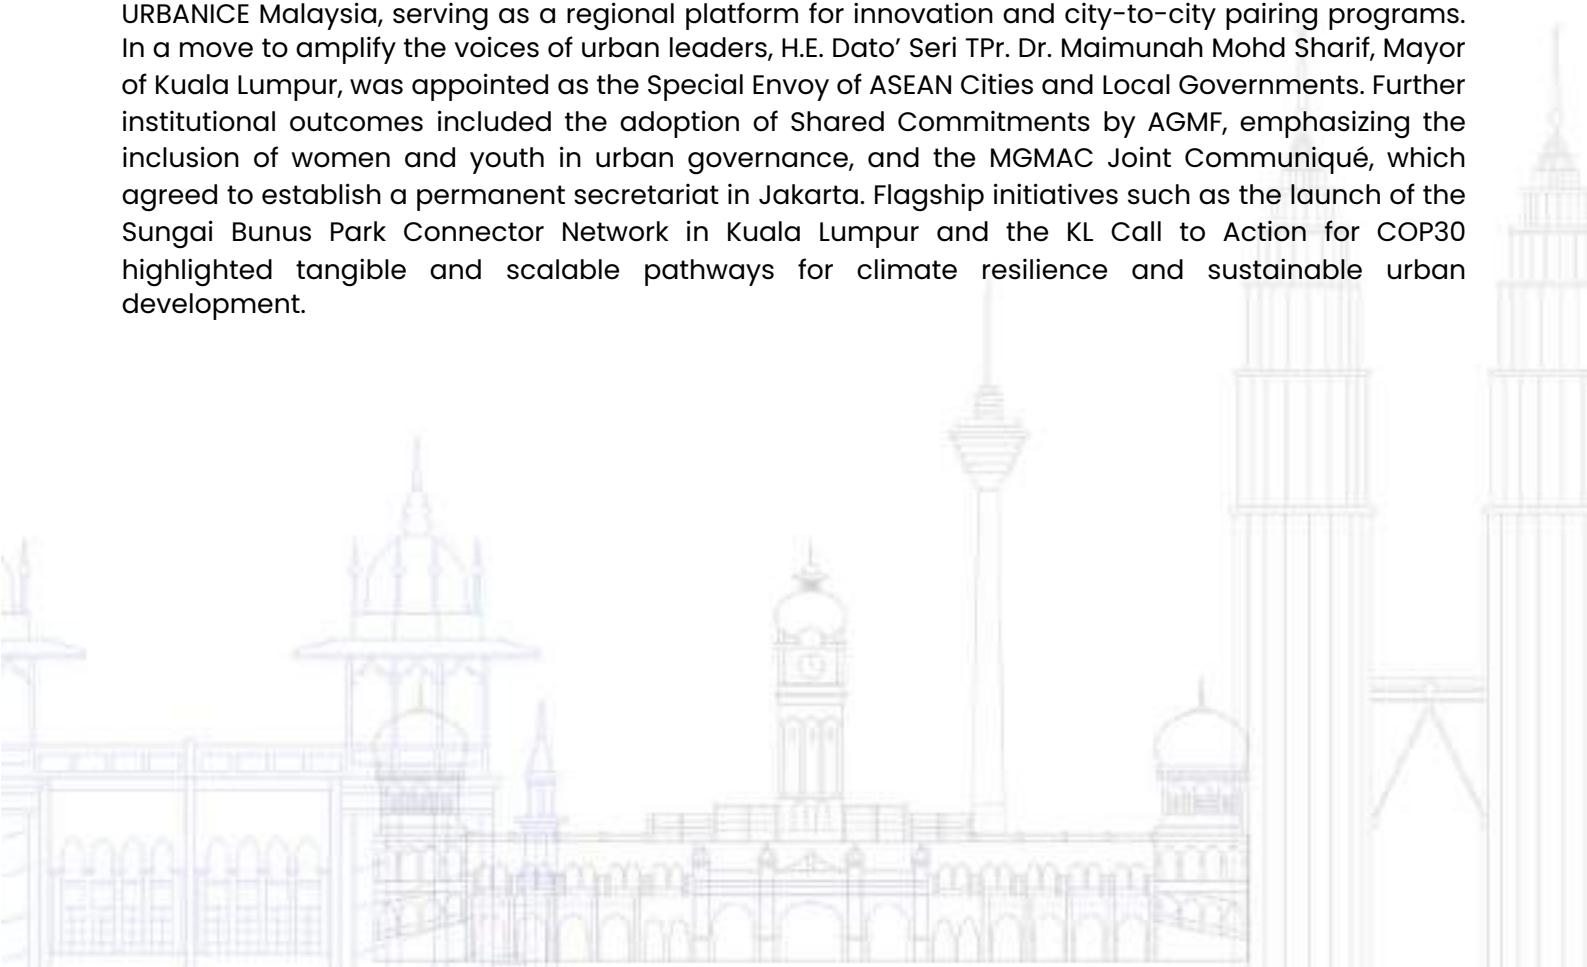 URBANICE Malaysia, serving as a regional platform for innovation and city-to-city pairing programs.
In a move to amplify the voices of urban leaders, H.E. Dato’ Seri TPr. Dr. Maimunah Mohd Sharif, Mayor
of Kuala Lumpur, was appointed as the Special Envoy of ASEAN Cities and Local Governments. Further
institutional outcomes included the adoption of Shared Commitments by AGMF, emphasizing the
inclusion of women and youth in urban governance, and the MGMAC Joint Communiqué, which
agreed to establish a permanent secretariat in Jakarta. Flagship initiatives such as the launch of the
Sungai Bunus Park Connector Network in Kuala Lumpur and the KL Call to Action for COP30
highlighted tangible and scalable pathways for climate resilience and sustainable urban
development.